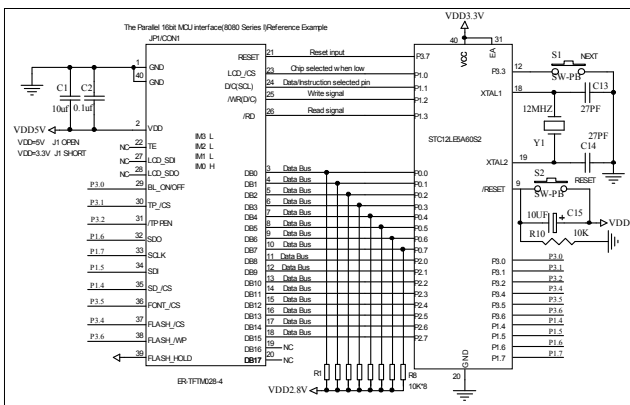 The Parallel 16bit MCU interface(8080 Series I)Reference Example
JP1/CON1
VDD3.3V
40
31
VCC
EA
1
GND
40
GND
C1
C2
10uf
0.1uf
2
VDD
VDD5V
J1 OPEN
VDD=5V
VDD=3.3V J1 SHORT
NC
22
TE
NC
27
LCD_SDI
NC
28
LCD_SDO
P3.0
29
BL_ON/OFF
P3.1
30
TP_/CS
P3.2
31
/TPPEN
P1.6
32
SDO
P1.7
33
SCLK
P1.5
34
SDI
P1.4
35
SD_/CS
P3.5
36
FONT_/CS
P3.4
37
FLASH_/CS
P3.6
38
FLASH_/WP
39
FLASH_HOLD
IM3 L
IM2 L
IM1 L
IM0 H
RESET
21
Reset input
P3.7
LCD_/CS
23
Chip selected when low
P1.0
D/C(SCL)
24
Data/Instruction selected pin
P1.1
/WR(D/C)
25
Write signal
P1.2
/RD
26
Read signal
P1.3
DB0
3
Data Bus
P0.0
DB1
4
Data Bus
P0.1
DB2
5
Data Bus
P0.2
DB3
6
Data Bus
P0.3
DB4
7
Data Bus
P0.4
DB5
8
Data Bus
P0.5
DB6
9
Data Bus
P0.6
DB7
10
Data Bus
P0.7
DB8
11
Data Bus
P2.0
DB9
12
Data Bus
P2.1
DB10
13
Data Bus
P2.2
DB11
14
Data Bus
P2.3
DB12
15
Data Bus
P2.4
DB13
16
Data Bus
P2.5
DB14
17
Data Bus
P2.6
DB15
18
Data Bus
P2.7
DB16
19
NC
DB17
20
NC
ER-TFTM028-4
VDD2.8V
R1
R8
10K*8
STC12LE5A60S2
P3.3
12
S1
NEXT
SW-PB
XTAL1
18
C13
27PF
12MHZ
Y1
27PF
C14
XTAL2
19
S2
RESET
/RESET
9
SW-PB
10UF
C15
VDD
R10
10K
P3.0
P3.0
P3.1
P3.1
P3.2
P3.2
P3.4
P3.4
P3.5
P3.5
P3.6
P3.6
P1.4
P1.4
P1.5
P1.5
P1.6
P1.6
P1.7
P1.7
GND
20